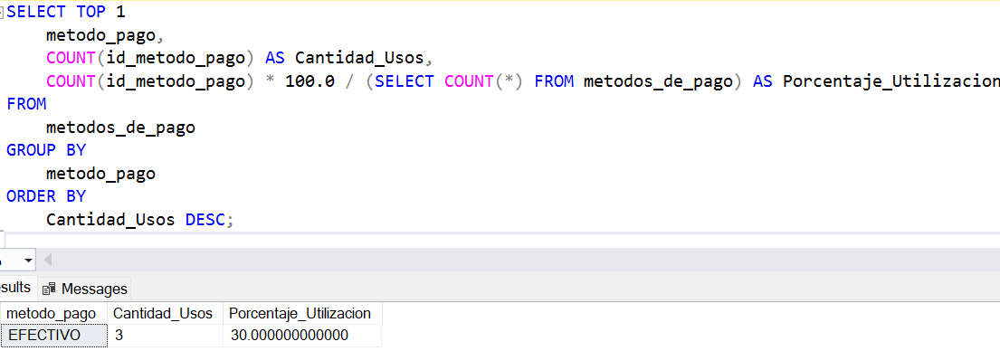 SELECT TOP 1
metodo_pago,
COUNT(id_metodo_pago) AS Cantidad_Usos,
COUNT(id_metodo_pago) * 100.0 / (SELECT COUNT(*) FROM metodos_de_pago) AS Porcentaje_Utilizacion
FROM
metodos_de_pago
GROUP BY
metodo_pago
ORDER BY
Cantidad_Usos DESC;
sults Messages
metodo_pago Cantidad_Usos Porcentaje_Utilizacion
EFECTIVO 3 30.000000000000